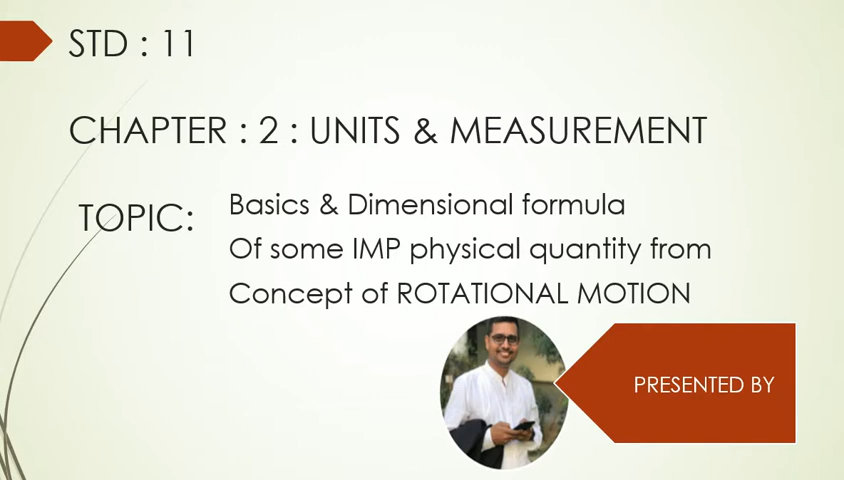 STD : 11
CHAPTER : 2 : UNITS & MEASUREMENT
TOPIC:
Basics & Dimensional formula
Of some IMP physical quantity from
Concept of ROTATIONAL MOTION
PRESENTED BY